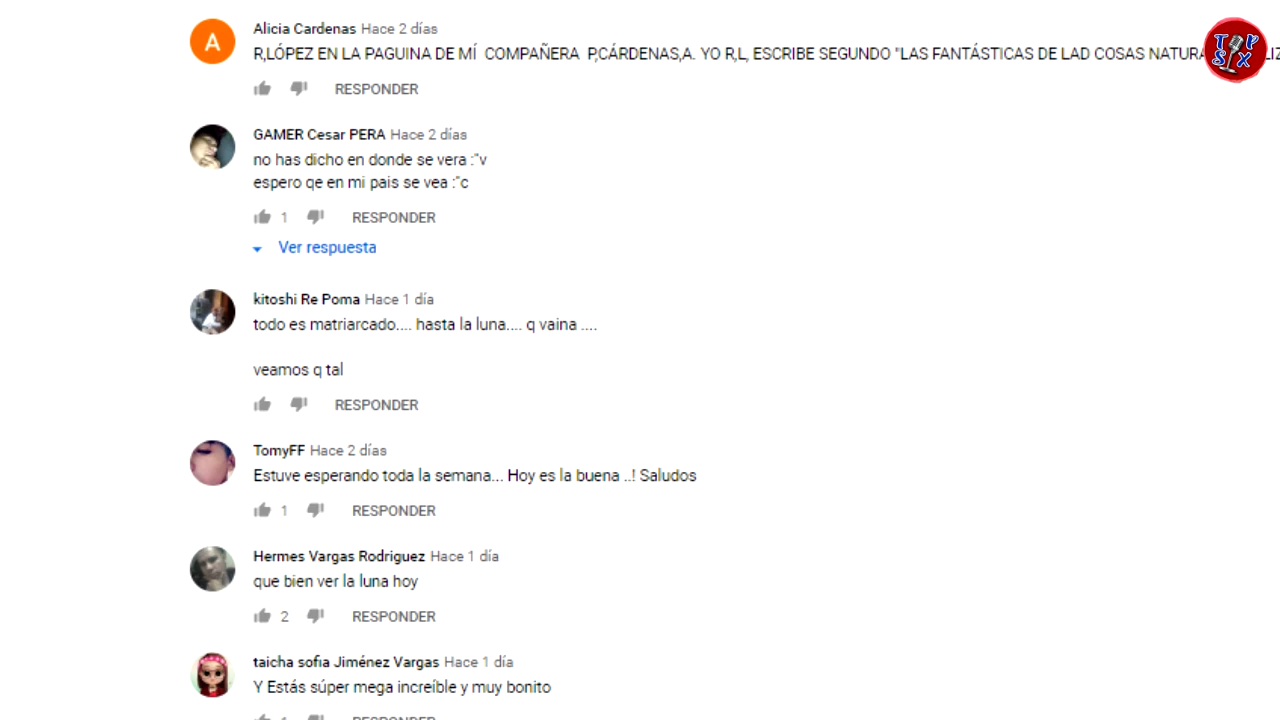 Alicia Cardenas Hace 2 días
R,LÓPEZ EN LA PAGUINA DE MÍ COMPAÑERA P,CÁRDENAS,A. YO R,L, ESCRIBE SEGUNDO "LAS FANTÁSTICAS DE LAD COSAS
RESPONDER
GAMER Cesar PERA Hace 2 días
no has dicho en donde se vera :"v
espero qe en mi pais se vea :"c
1 RESPONDER
Ver respuesta
kitoshi Re Poma Hace 1 día
todo es matriarcado.... hasta la luna.... q vaina ....
veamos q tal
RESPONDER
TomyFF Hace 2 días
Estuve esperando toda la semana... Hoy es la buena ..! Saludos
1 RESPONDER
Hermes Vargas Rodriguez Hace 1 día
que bien ver la luna hoy
2 RESPONDER
taicha sofia Jiménez Vargas Hace 1 día
Y Estás súper mega increíble y muy bonito
RESPONDER